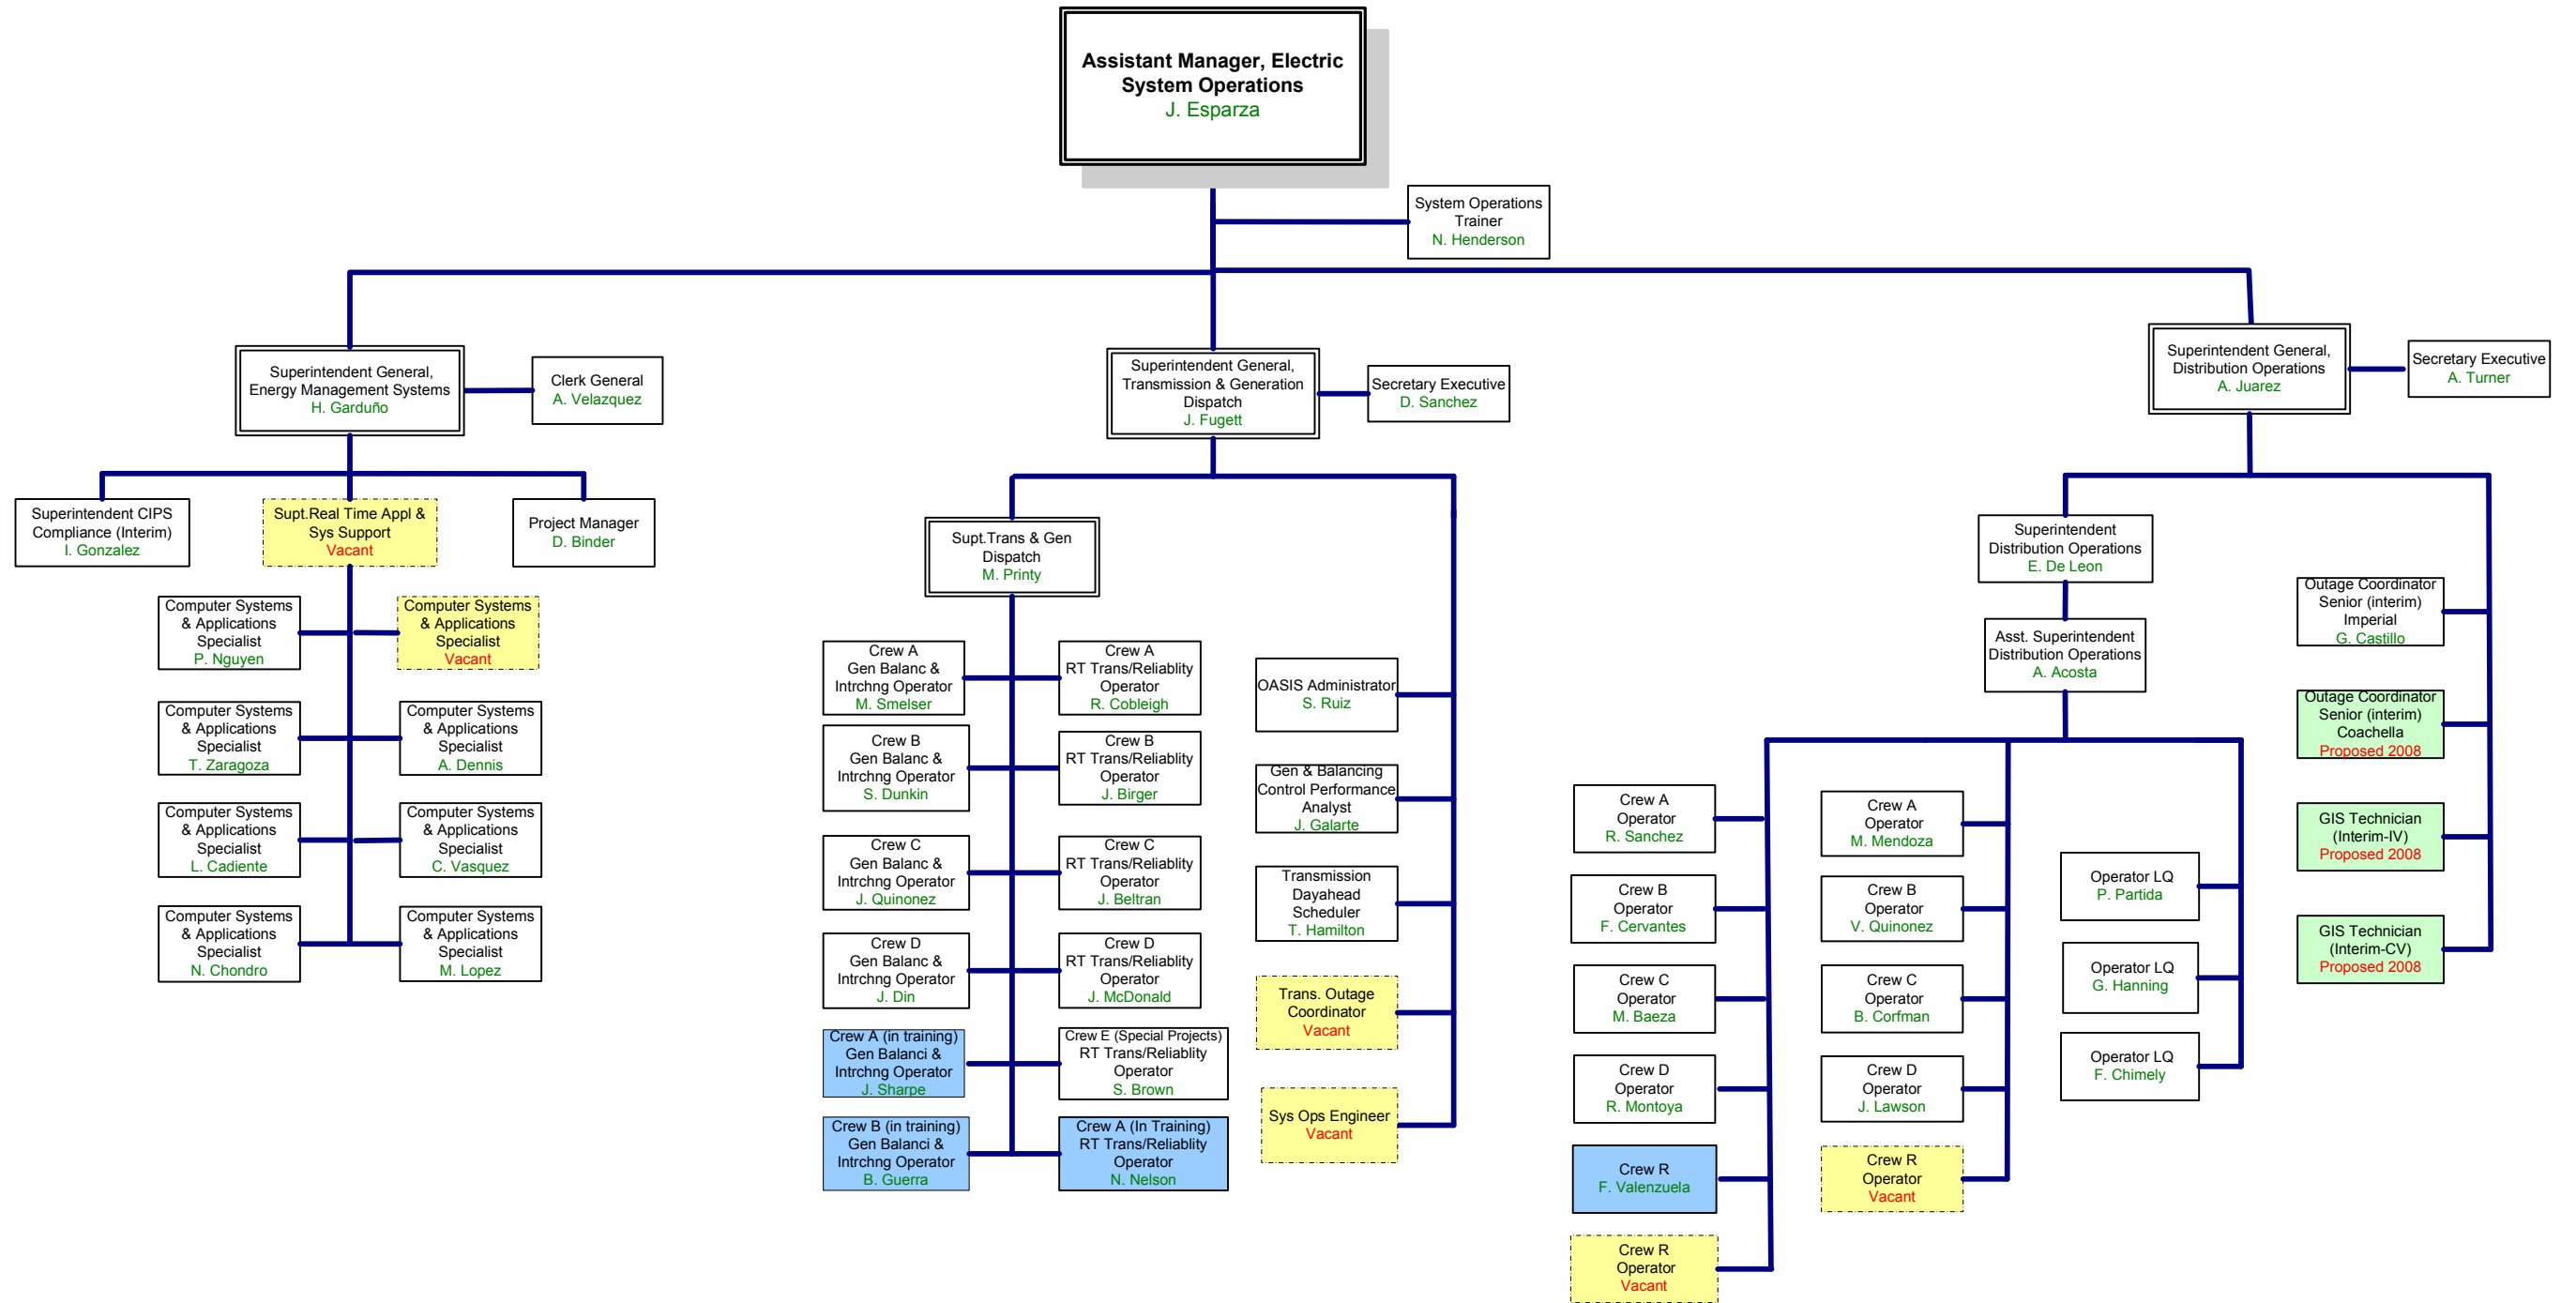 Assistant Manager, Electric
System Operations
J. Esparza
System Operations
Trainer
N. Henderson
Superintendent General,
Energy Management Systems
H. Garduño
Clerk General
A. Velazquez
Superintendent General,
Transmission & Generation
Dispatch
J. Fugett
Secretary Executive
D. Sanchez
Superintendent General,
Distribution Operations
A. Juarez
Secretary Executive
A. Turner
Superintendent CIPS
Compliance (Interim)
I. Gonzalez
Supt.Real Time Appl &
Sys Support
Vacant
Project Manager
D. Binder
Computer Systems
& Applications
Specialist
P. Nguyen
Computer Systems
& Applications
Specialist
Vacant
Computer Systems
& Applications
Specialist
T. Zaragoza
Computer Systems
& Applications
Specialist
A. Dennis
Computer Systems
& Applications
Specialist
L. Cadiente
Computer Systems
& Applications
Specialist
C. Vasquez
Computer Systems
& Applications
Specialist
N. Chondro
Computer Systems
& Applications
Specialist
M. Lopez
Supt.Trans & Gen
Dispatch
M. Printy
Crew A
Gen Balanc &
Intrchng Operator
M. Smelser
Crew A
RT Trans/Reliablity
Operator
R. Cobleigh
Crew B
Gen Balanc &
Intrchng Operator
S. Dunkin
Crew B
RT Trans/Reliablity
Operator
J. Birger
Crew C
Gen Balanc &
Intrchng Operator
J. Quinonez
Crew C
RT Trans/Reliablity
Operator
J. Beltran
Crew D
Gen Balanc &
Intrchng Operator
J. Din
Crew D
RT Trans/Reliablity
Operator
J. McDonald
Crew A (in training)
Gen Balanci &
Intrchng Operator
J. Sharpe
Crew E (Special Projects)
RT Trans/Reliablity
Operator
S. Brown
Crew B (in training)
Gen Balanci &
Intrchng Operator
B. Guerra
Crew A (In Training)
RT Trans/Reliablity
Operator
N. Nelson
OASIS Administrator
S. Ruiz
Gen & Balancing
Control Performance
Analyst
J. Galarte
Transmission
Dayahead
Scheduler
T. Hamilton
Trans. Outage
Coordinator
Vacant
Sys Ops Engineer
Vacant
Superintendent
Distribution Operations
E. De Leon
Asst. Superintendent
Distribution Operations
A. Acosta
Crew A
Operator
R. Sanchez
Crew B
Operator
F. Cervantes
Crew C
Operator
M. Baeza
Crew D
Operator
R. Montoya
Crew R
F. Valenzuela
Crew R
Operator
Vacant
Crew A
Operator
M. Mendoza
Crew B
Operator
V. Quinonez
Crew C
Operator
B. Corfman
Crew D
Operator
J. Lawson
Crew R
Operator
Vacant
Operator LQ
P. Partida
Operator LQ
G. Hanning
Operator LQ
F. Chimely
Outage Coordinator
Senior (interim)
Imperial
G. Castillo
Outage Coordinator
Senior (interim)
Coachella
Proposed 2008
GIS Technician
(Interim-IV)
Proposed 2008
GIS Technician
(Interim-CV)
Proposed 2008